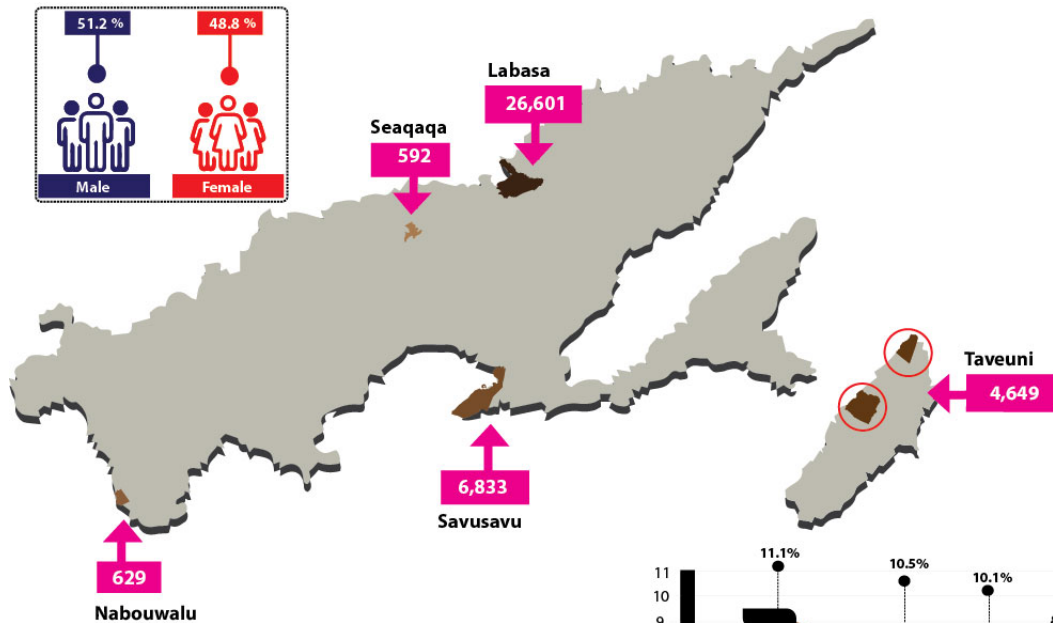 51.2 %
48.8 %
Male
Female
Labasa
26,601
Seaqaqa
592
Taveuni
4,649
6,833
Savusavu
629
Nabouwalu
11.1%
10.5%
10.1%
11
10
9